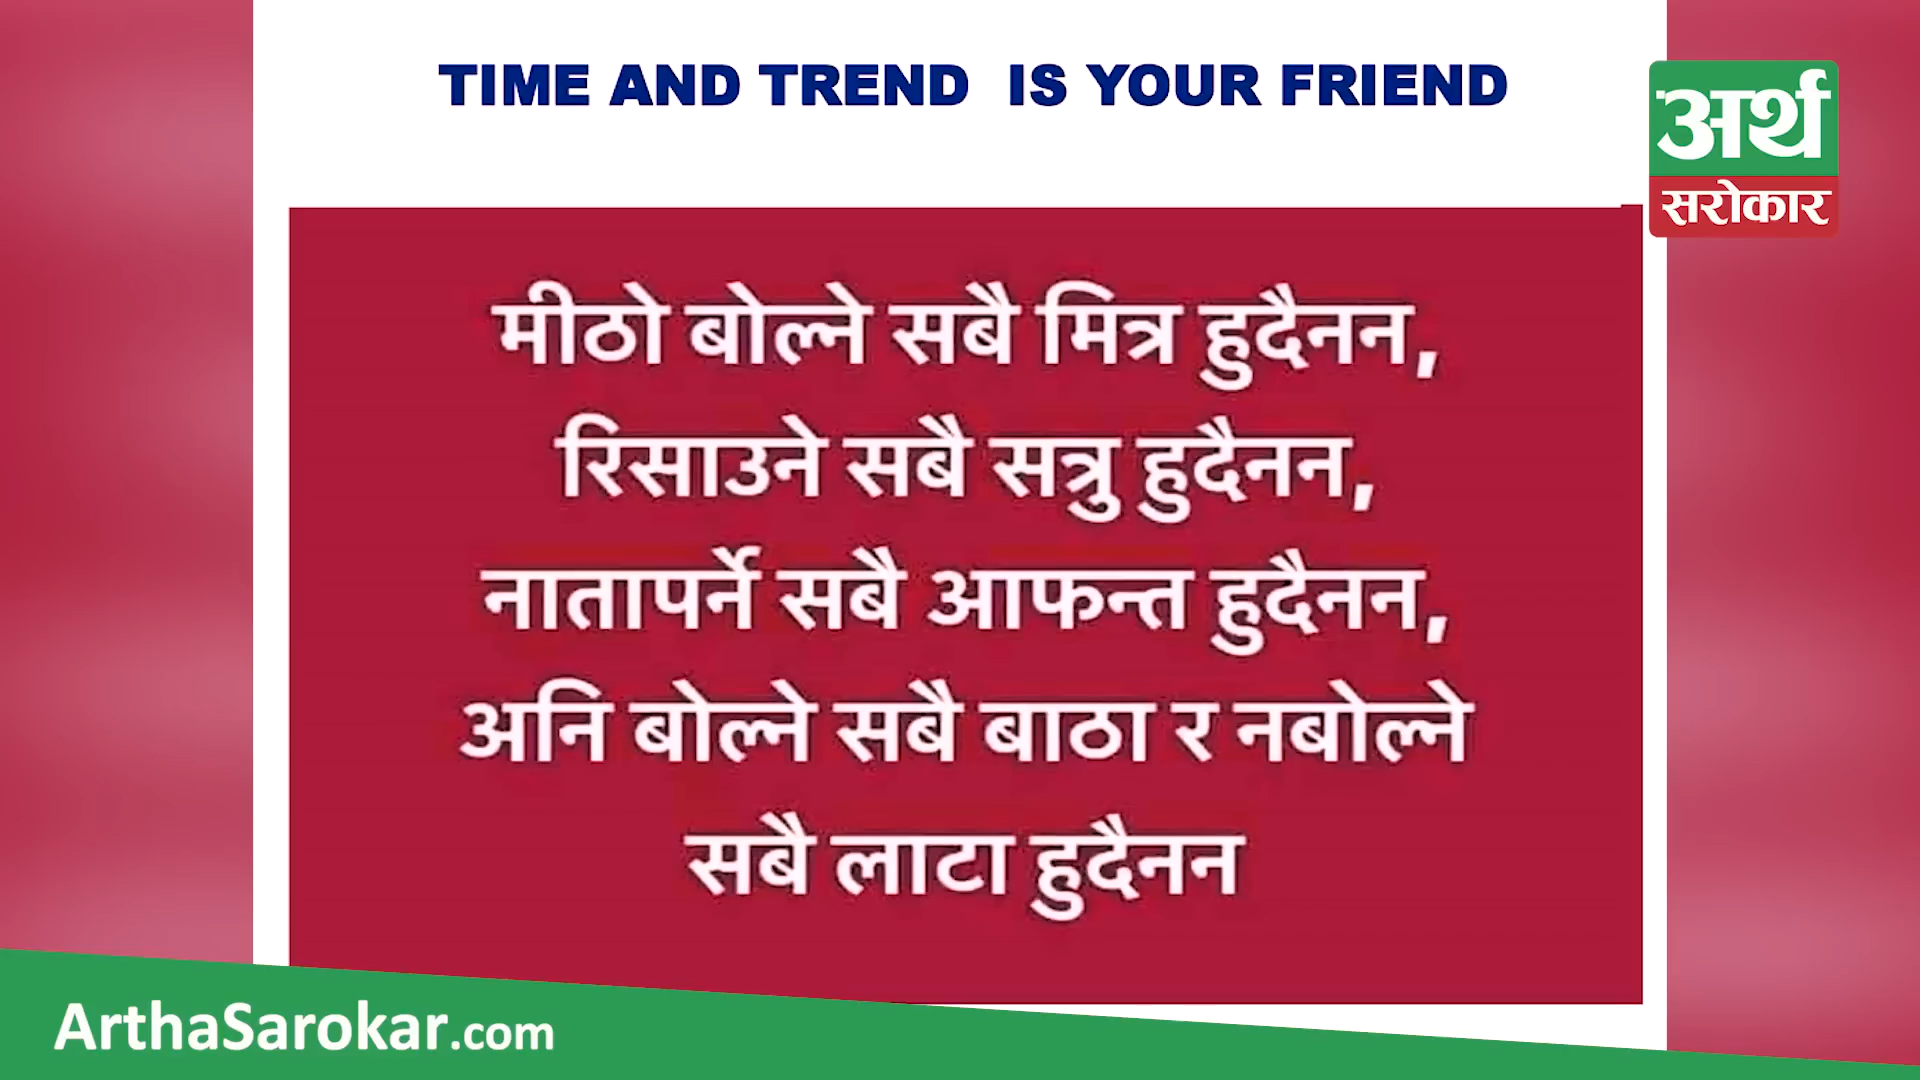 TIME AND TREND IS YOUR FRIEND
अर्थ
सरोकार
मीठो बोल्ने सबै मित्र हुदैनन,
रिसाउने सबै सत्रु हुदैनन,
नातापर्ने सबै आफन्त हुदैनन,
अनि बोल्ने सबै बाठा र नबोल्ने
सबै लाटा हुदैनन
ArthaSarokar.com